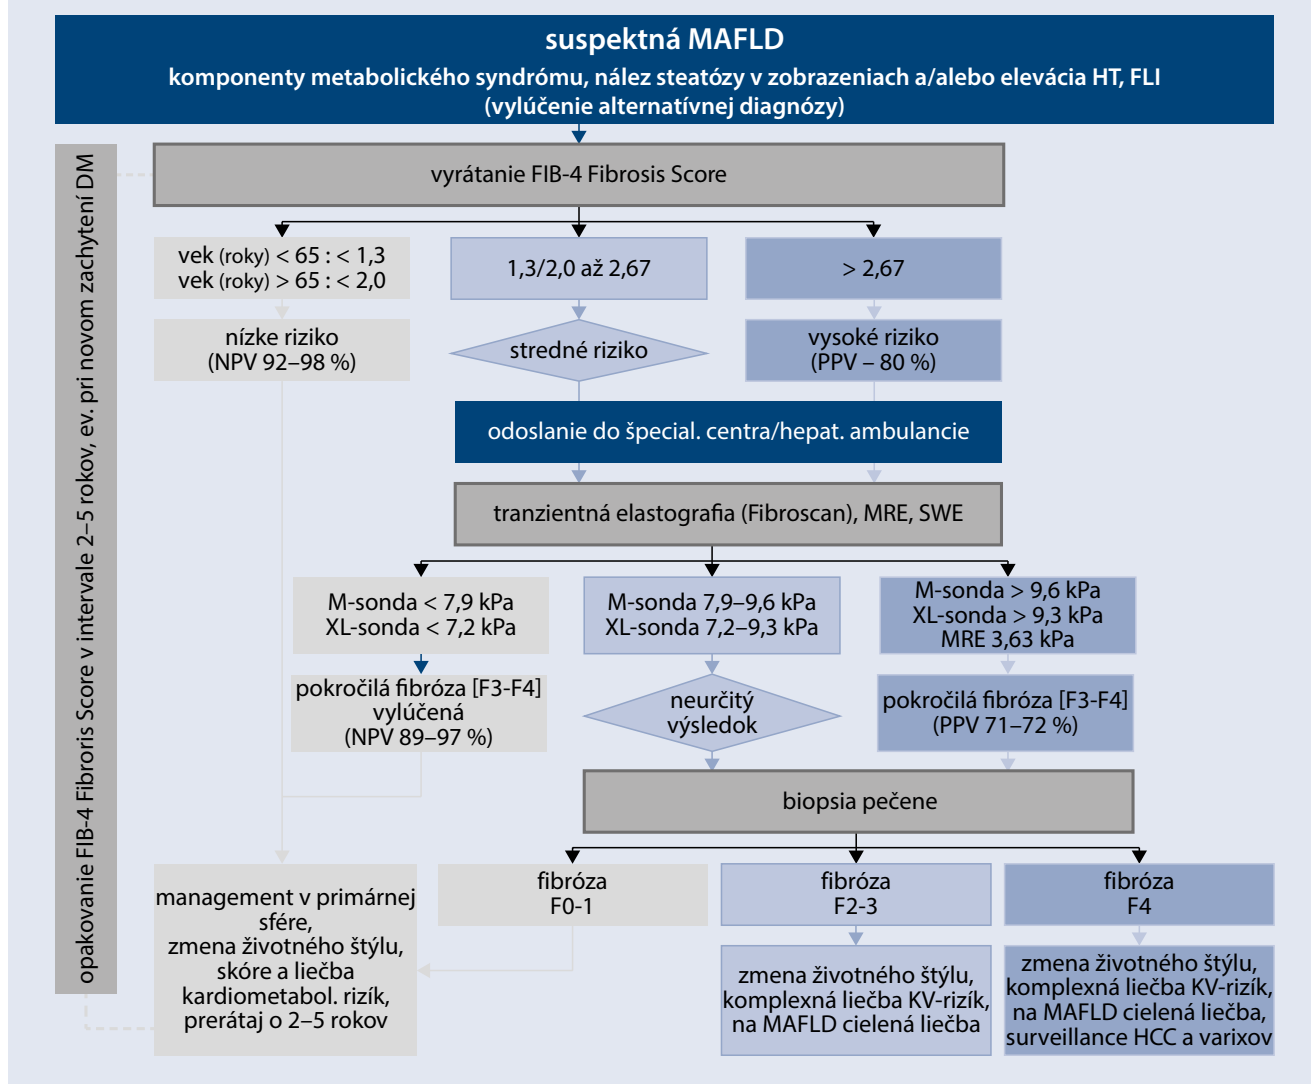 suspektná MAFLD
komponenty metabolického syndrómu, nález steatózy v zobrazeniach a/alebo elevácia HT, FLI
(vylúčenie alternatívnej diagnózy)
opakovanie FIB-4 Fibroris Score v intervale 2–5 rokov, ev. pri novom zachytení DM
vyrátanie FIB-4 Fibrosis Score
vek (roky) < 65 : < 1,3
vek (roky) > 65 : < 2,0
1,3/2,0 až 2,67
> 2,67
nízke riziko
(NPV 92–98 %)
stredné riziko
vysoké riziko
(PPV – 80 %)
odoslanie do špecial. centra/hepat. ambulancie
tranzientná elastografia (Fibroscan), MRE, SWE
M-sonda < 7,9 kPa
XL-sonda < 7,2 kPa
M-sonda 7,9–9,6 kPa
XL-sonda 7,2–9,3 kPa
M-sonda > 9,6 kPa
XL-sonda > 9,3 kPa
MRE 3,63 kPa
pokročilá fibróza [F3-F4]
vylúčená
(NPV 89–97 %)
neurčitý
výsledok
pokročilá fibróza [F3-F4]
(PPV 71–72 %)
biopsia pečene
management v primárnej
sfére,
zmena životného štýlu,
skóre a liečba
kardiometabol. rizík,
prerátaj o 2–5 rokov
fibróza
F0-1
fibróza
F2-3
fibróza
F4
zmena životného štýlu,
komplexná liečba KV-rizík,
na MAFLD cielená liečba
zmena životného štýlu,
komplexná liečba KV-rizík,
na MAFLD cielená liečba,
surveillance HCC a varixov